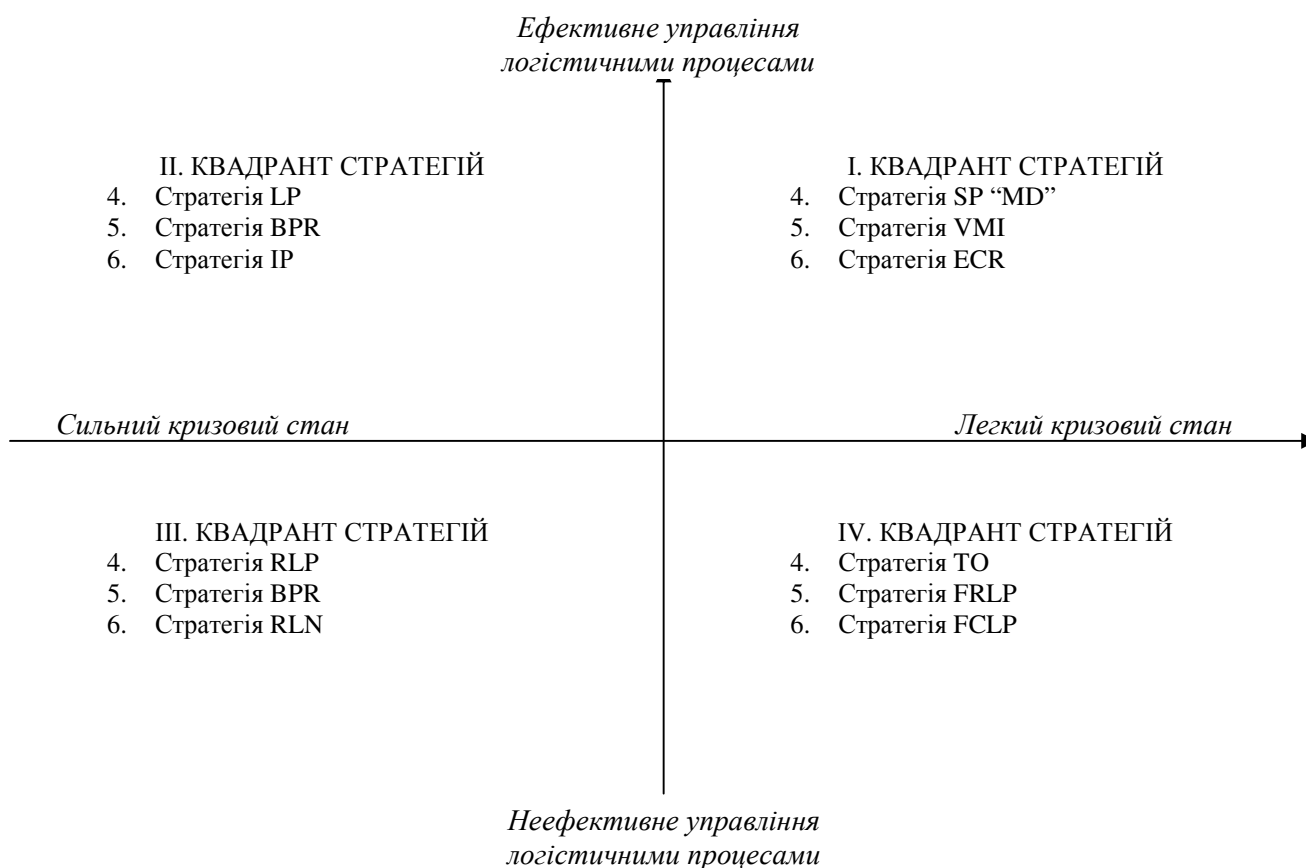 Ефективне управління
логістичними процесами
ІІ. КВАДРАНТ СТРАТЕГІЙ
4. Стратегія LP
5. Стратегія BPR
6. Стратегія IP
І. КВАДРАНТ СТРАТЕГІЙ
4. Стратегія SP “MD”
5. Стратегія VMI
6. Стратегія ECR
Сильний кризовий стан
Легкий кризовий стан
ІІІ. КВАДРАНТ СТРАТЕГІЙ
4. Стратегія RLP
5. Стратегія BPR
6. Стратегія RLN
IV. КВАДРАНТ СТРАТЕГІЙ
4. Стратегія TO
5. Стратегія FRLP
6. Стратегія FCLP
Неефективне управління
логістичними процесами